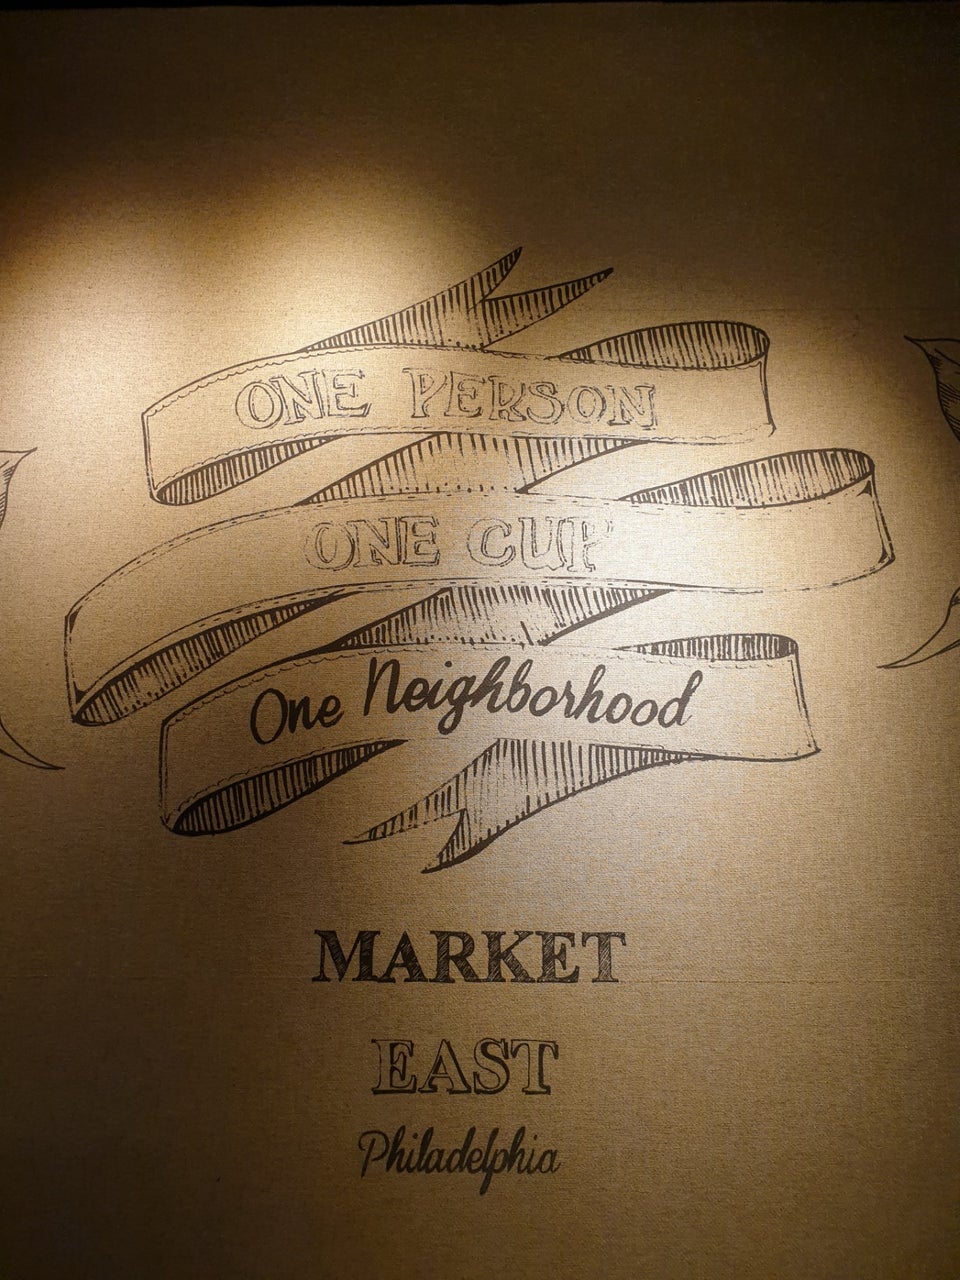 ONE PERSON
ONE CUP
One Neighborhood
MARKET
EAST
Philadelphia